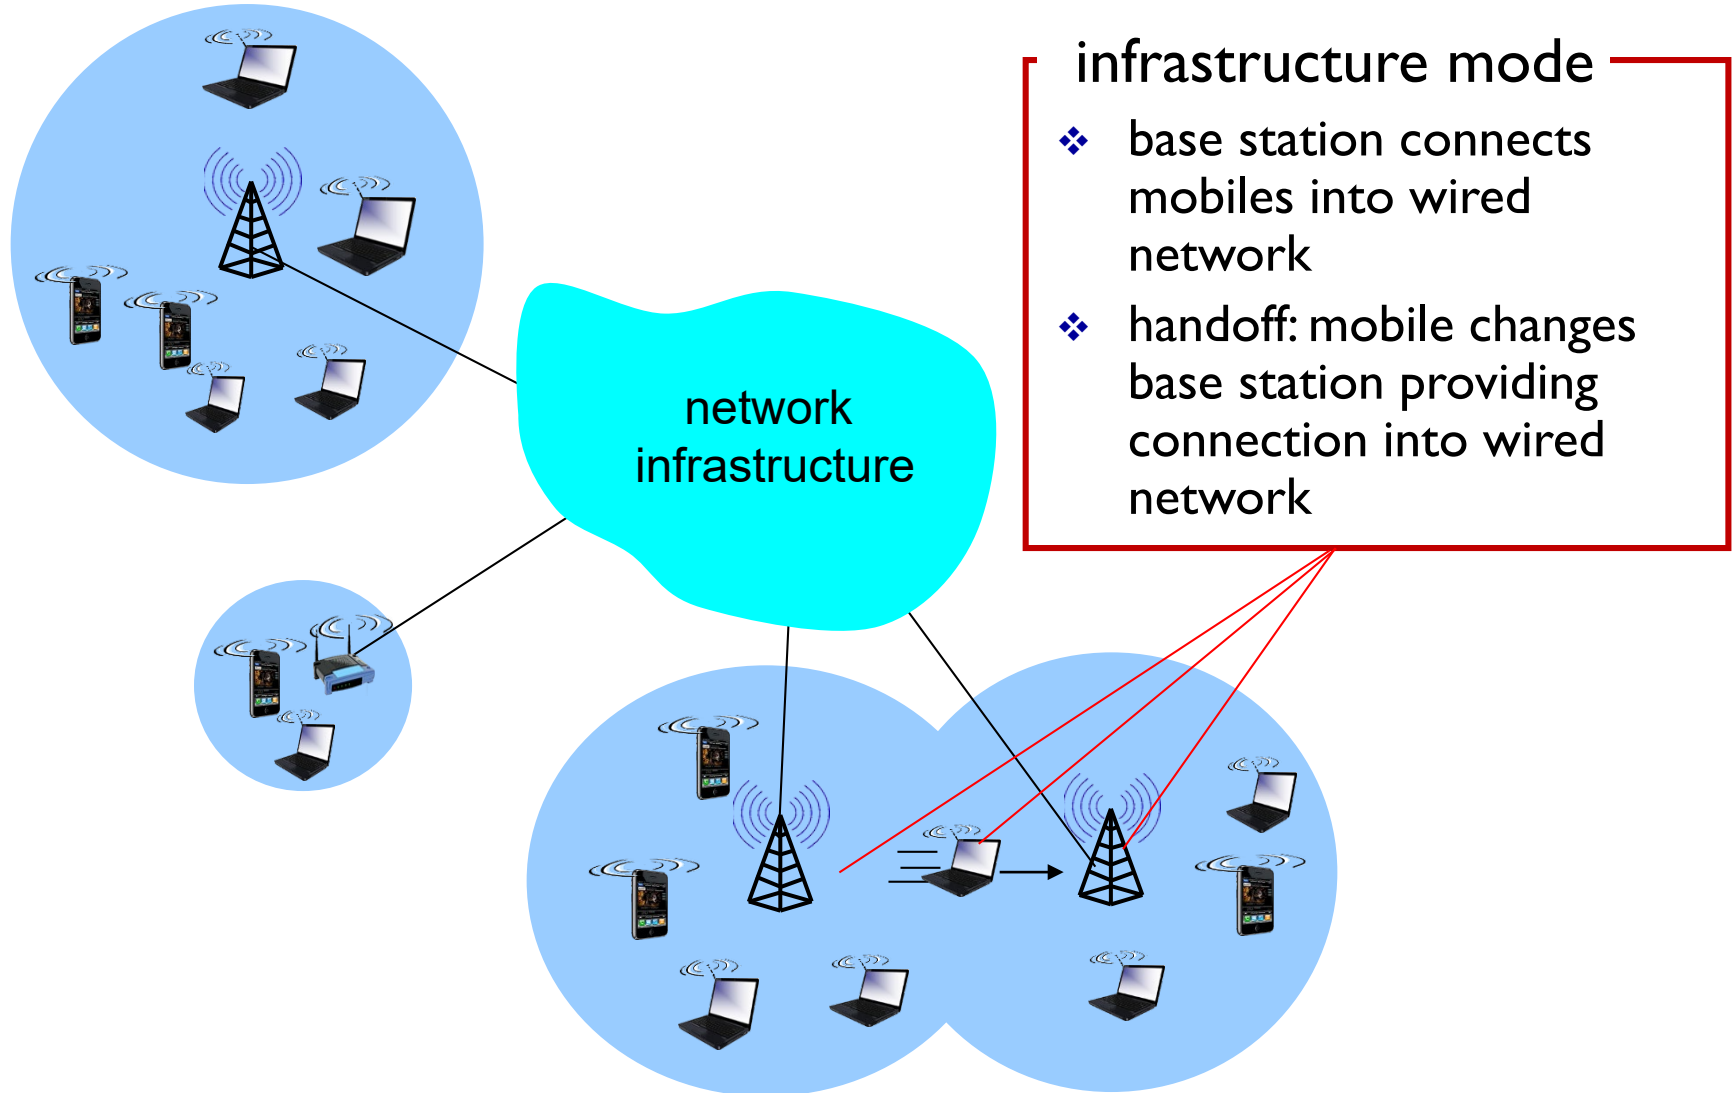 infrastructure mode
❖ base station connects
mobiles into wired
network
❖ handoff: mobile changes
base station providing
connection into wired
network
network
infrastructure